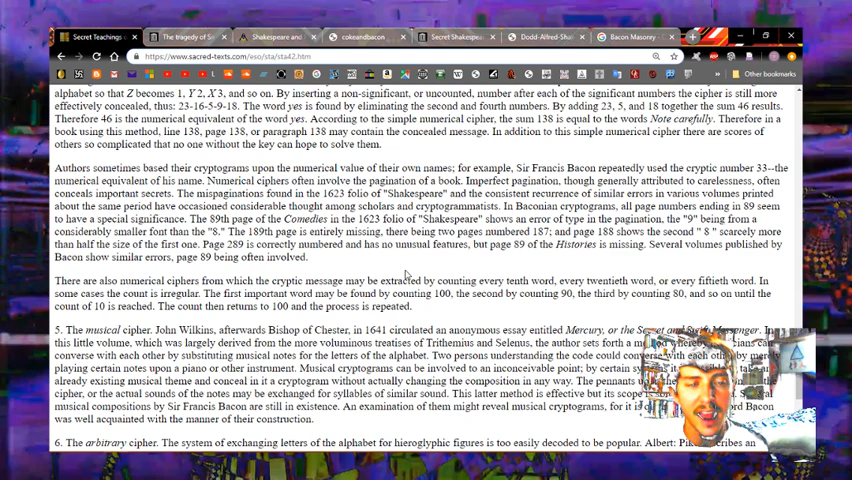 Secret Teachings
The tragedy of S
Shakespeare and
cokeandbacon
Secret Shakespea
Dodd-Alfred-Sha
Bacon Masonry -
https://www.sacred-texts.com/eso/sta/sta42.htm
Other bookmarks
alphabet so that Z becomes 1, Y 2, X 3, and so on. By inserting a non-significant, or uncounted, number after each of the significant numbers the cipher is still more
effectively concealed, thus: 23-16-5-9-18. The word yes is found by eliminating the second and fourth numbers. By adding 23, 5, and 18 together the sum 46 results.
Therefore 46 is the numerical equivalent of the word yes. According to the simple numerical cipher, the sum 138 is equal to the words Note carefully. Therefore in a
book using this method, line 138, page 138, or paragraph 138 may contain the concealed message. In addition to this simple numerical cipher there are scores of
others so complicated that no one without the key can hope to solve them.
Authors sometimes based their cryptograms upon the numerical value of their own names; for example, Sir Francis Bacon repeatedly used the cryptic number 33--the
numerical equivalent of his name. Numerical ciphers often involve the pagination of a book. Imperfect pagination, though generally attributed to carelessness, often
conceals important secrets. The mispaginations found in the 1623 folio of "Shakespeare" and the consistent recurrence of similar errors in various volumes printed
about the same period have occasioned considerable thought among scholars and cryptogrammatists. In Baconian cryptograms, all page numbers ending in 89 seem
to have a special significance. The 89th page of the Comedies in the 1623 folio of "Shakespeare" shows an error of type in the pagination, the "9" being from a
considerably smaller font than the "8." The 189th page is entirely missing, there being two pages numbered 187; and page 188 shows the second " 8 " scarcely more
than half the size of the first one. Page 289 is correctly numbered and has no unusual features, but page 89 of the Histories is missing. Several volumes published by
Bacon show similar errors, page 89 being often involved.
There are also numerical ciphers from which the cryptic message may be extracted by counting every tenth word, every twentieth word, or every fiftieth word. In
some cases the count is irregular. The first important word may be found by counting 100, the second by counting 90, the third by counting 80, and so on until the
count of 10 is reached. The count then returns to 100 and the process is repeated.
5. The musical cipher. John Wilkins, afterwards Bishop of Chester, in 1641 circulated an anonymous essay entitled Mercury, or the Secret and Swift Messenger. In
this little volume, which was largely derived from the more voluminous treatises of Trithemius and Selenus, the author sets forth a whereby cians can
converse with each other by substituting musical notes for the letters of the alphabet. Two persons understanding the code could converse with each other by merely
playing certain notes upon a piano or other instrument. Musical cryptograms can be involved to an inconceivable point; by certain take an
already existing musical theme and conceal in it a cryptogram without actually changing the composition in any way. The pennants up the
cipher, or the actual sounds of the notes may be exchanged for syllables of similar sound. This latter method is effective but its scope is Several
musical compositions by Sir Francis Bacon are still in existence. An examination of them might reveal musical cryptograms, for it is Bacon
was well acquainted with the manner of their construction.
6. The arbitrary cipher. The system of exchanging letters of the alphabet for hieroglyphic figures is too easily decoded to be popular. Albert an